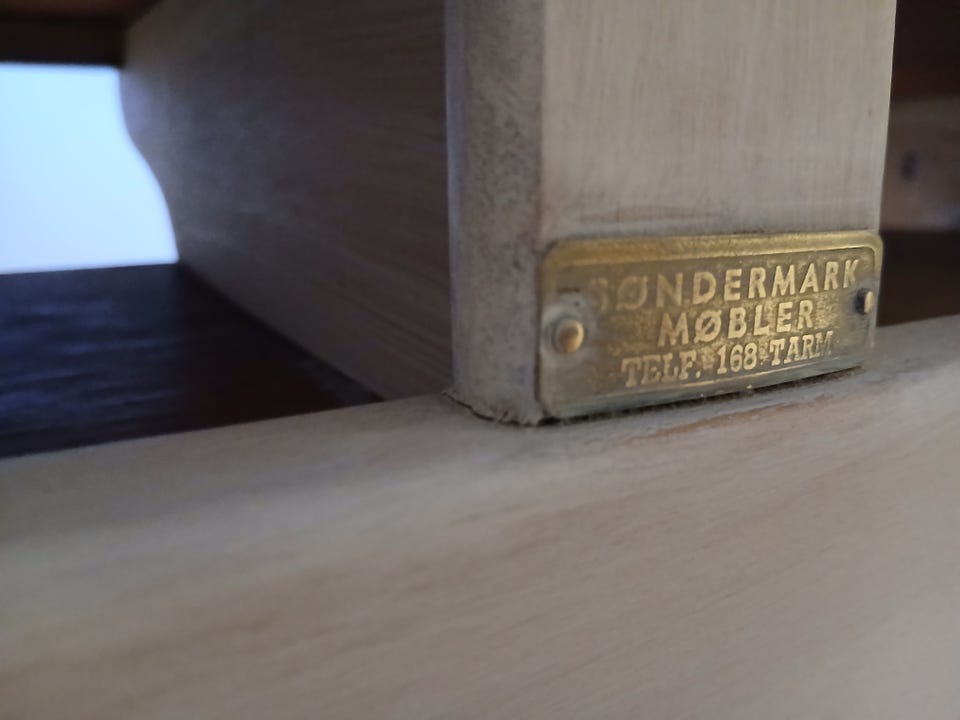 SØNDERMARK
MØBLER
TELF. 168 TARM